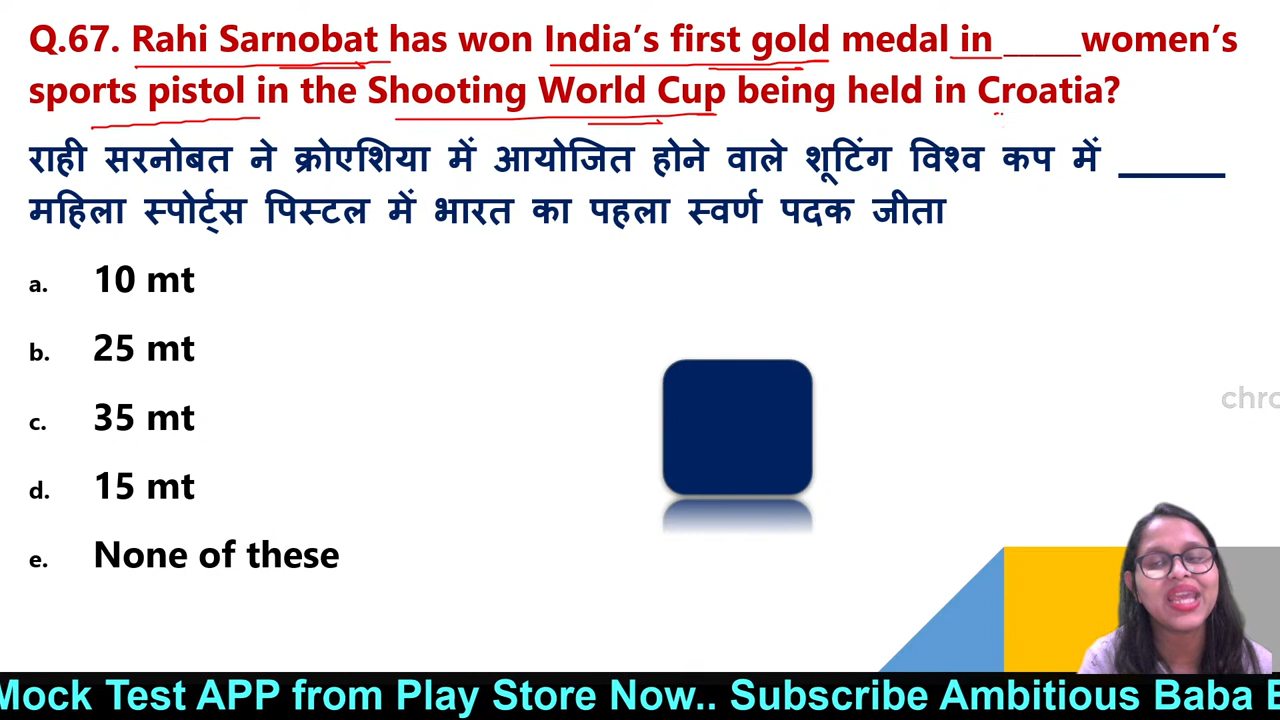 Q.67. Rahi Sarnobat has won India’s first gold medal in _____women’s
sports pistol in the Shooting World Cup being held in Croatia?
राही सरनोबत ने क्रोएशिया में आयोजित होने वाले शूटिंग विश्व कप में _______
महिला स्पोर्ट्स पिस्टल में भारत का पहला स्वर्ण पदक जीता
a. 10 mt
b. 25 mt
chro
c. 35 mt
d. 15 mt
e. None of these
Mock Test APP from Play Store Now.. Subscribe Ambitious Baba